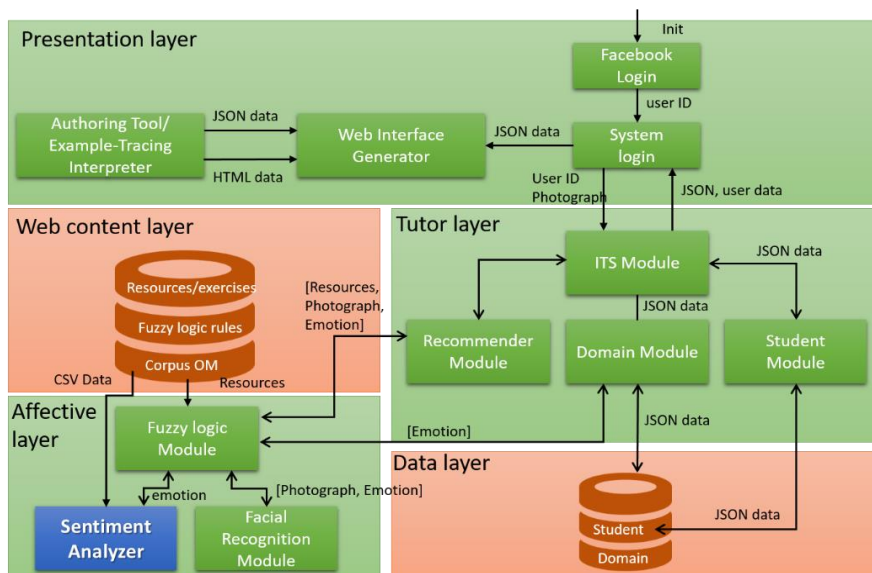 Presentation layer
Init
Facebook
Login
user ID
Authoring Tool/
Example-Tracing
Interpreter
JSON data
HTML data
Web Interface
Generator
JSON data
System
login
User ID
Photograph
JSON, user data
Web content layer
Resources/exercises
Fuzzy logic rules
Corpus OM
CSV Data
Resources
[Resources,
Photograph,
Emotion]
Tutor layer
ITS Module
JSON data
JSON data
Recommender
Module
Domain Module
Student
Module
Affective
layer
Fuzzy logic
Module
[Emotion]
emotion
[Photograph, Emotion]
Sentiment
Analyzer
Facial
Recognition
Module
JSON data
Data layer
Student
Domain
JSON data